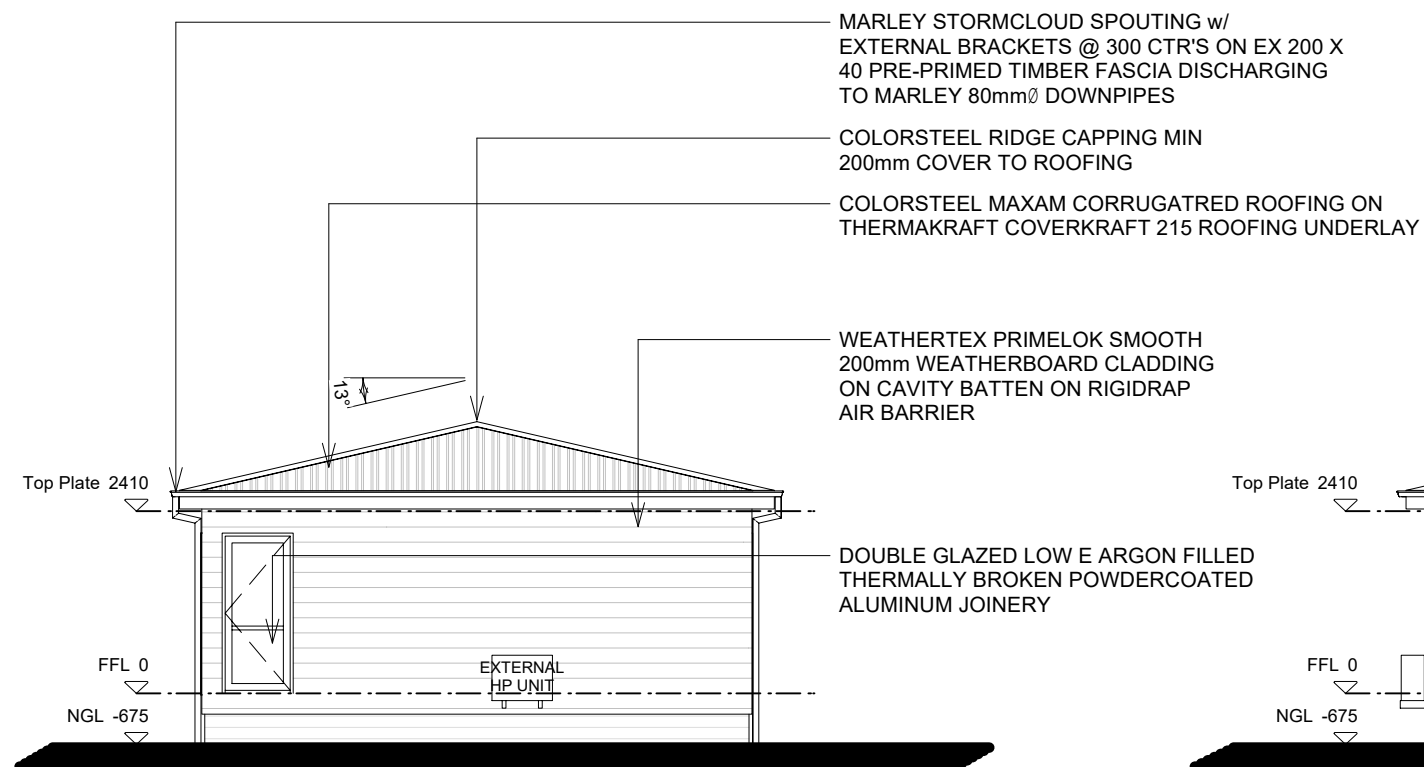 MARLEY STORMCLOUD SPOUTING w/
EXTERNAL BRACKETS @ 300 CTR'S ON EX 200 X
40 PRE-PRIMED TIMBER FASCIA DISCHARGING
TO MARLEY 80mmØ DOWNPIPES
COLORSTEEL RIDGE CAPPING MIN
200mm COVER TO ROOFING
COLORSTEEL MAXAM CORRUGATRED ROOFING ON
THERMAKRAFT COVERKRAFT 215 ROOFING UNDERLAY
WEATHERTEX PRIMELOK SMOOTH
200mm WEATHERBOARD CLADDING
ON CAVITY BATTEN ON RIGIDRAP
AIR BARRIER
13°
Top Plate 2410
Top Plate 2410
DOUBLE GLAZED LOW E ARGON FILLED
THERMALLY BROKEN POWDERCOATED
ALUMINUM JOINERY
EXTERNAL
HP UNIT
FFL 0
FFL 0
NGL -675
NGL -675